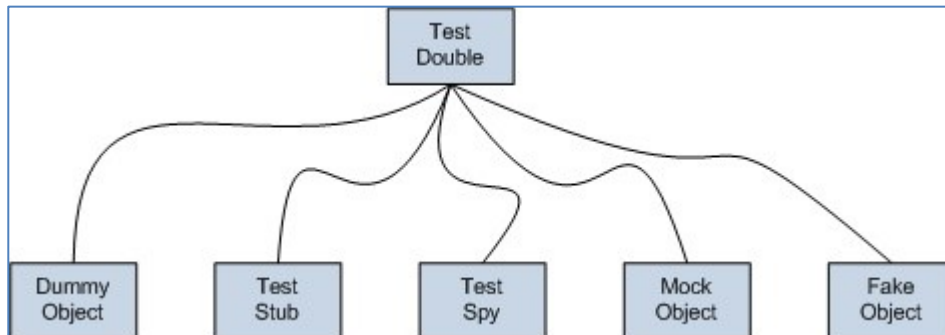 Test
Double
Dummy
Object
Test
Stub
Test
Spy
Mock
Object
Fake
Object